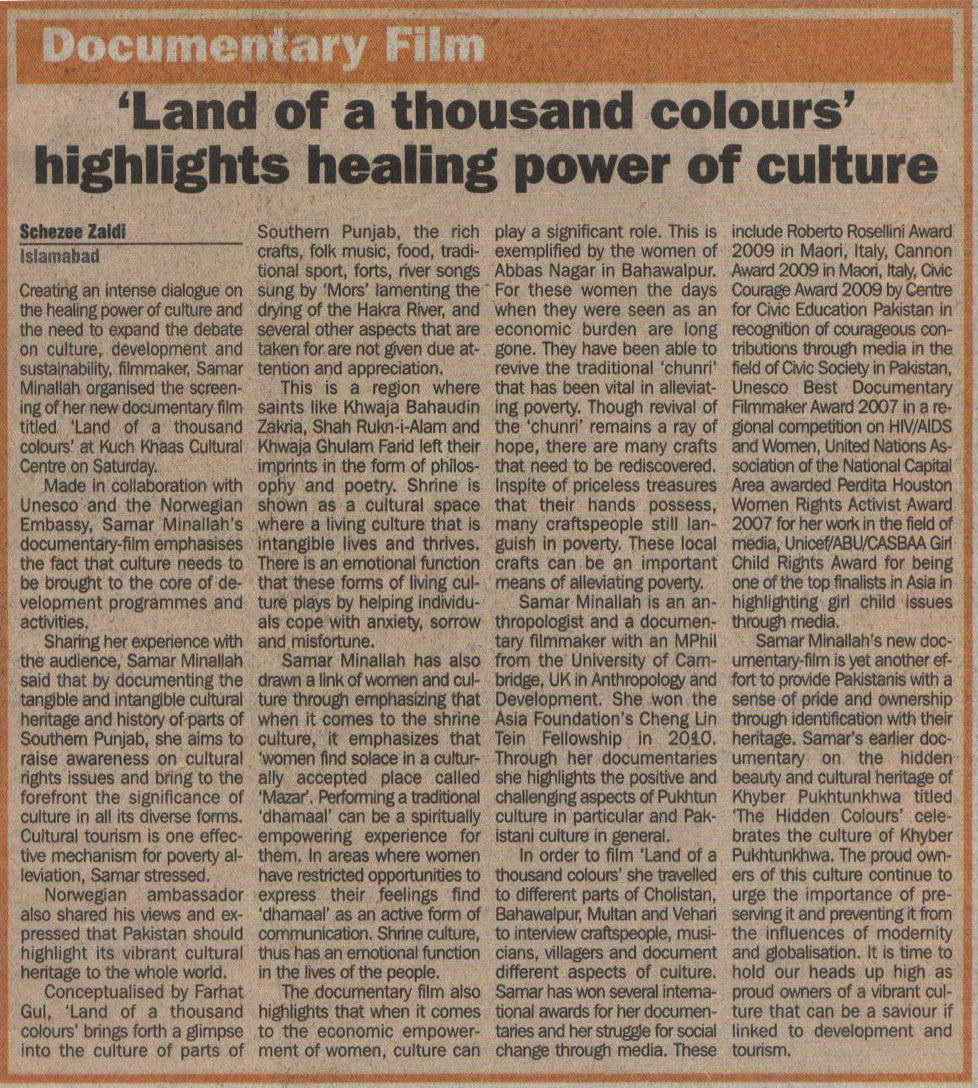 Documentary Film
'Land of a thousand colours'
highlights healing power of culture
Schezee Zaidi
Islamabad
Creating an intense dialogue on
the healing power of culture and
the need to expand the debate
on culture, development and
sustainability, filmmaker, Samar
Minallah organised the screen-
ing of her new documentary film
titled 'Land of a thousand
colours' at Kuch Khaas Cultural
Centre on Saturday.
Made in collaboration with
Unesco and the Norwegian
Embassy, Samar Minallah's
documentary-film emphasises
the fact that culture needs to
be brought to the core of de-
velopment programmes and
activities.
Sharing her experience with
the audience, Samar Minallah
said that by documenting the
tangible and intangible cultural
heritage and history of parts of
Southern Punjab, she aims to
raise awareness on cultural
rights issues and bring to the
forefront the significance of
culture in all its diverse forms.
Cultural tourism is one effec-
tive mechanism for poverty al-
leviation, Samar stressed.
Norwegian ambassador
also shared his views and ex-
pressed that Pakistan should
highlight its vibrant cultural
heritage to the whole world.
Conceptualised by Farhat
Gul, 'Land of a thousand
colours' brings forth a glimpse
into the culture of parts of
Southern Punjab, the rich
crafts, folk music, food, tradi-
tional sport, forts, river songs
sung by 'Mors' lamenting the
drying of the Hakra River, and
several other aspects that are
taken for are not given due at-
tention and appreciation.
This is a region where
saints like Khwaja Bahaudin
Zakria, Shah Rukn-i-Alam and
Khwaja Ghulam Farid left their
imprints in the form of philos-
ophy and poetry. Shrine is
shown as a cultural space
where a living culture that is
intangible lives and thrives.
There is an emotional function
that these forms of living cul-
ture plays by helping individu-
als cope with anxiety, sorrow
and misfortune.
Samar Minallah has also
drawn a link of women and cul-
ture through emphasizing that
when it comes to the shrine
culture, it emphasizes that
'women find solace in a cultur-
ally accepted place called
'Mazar'. Performing a traditional
'dhamaal' can be a spiritually
empowering experience for
them. In areas where women
have restricted opportunities to
express their feelings find
'dhamaal' as an active form of
communication. Shrine culture,
thus has an emotional function
in the lives of the people.
The documentary film also
highlights that when it comes
to the economic empower-
ment of women, culture can
play a significant role. This is
exemplified by the women of
Abbas Nagar in Bahawalpur.
For these women the days
when they were seen as an
economic burden are long
gone. They have been able to
revive the traditional 'chunri'
that has been vital in alleviat-
ing poverty. Though revival of
the 'chunri' remains a ray of
hope, there are many crafts
that need to be rediscovered.
Inspite of priceless treasures
that their hands possess,
many craftspeople still lan-
guish in poverty. These local
crafts can be an important
means of alleviating poverty.
Samar Minallah is an an-
thropologist and a documen-
tary filmmaker with an MPhil
from the University of Cam-
bridge, UK in Anthropology and
Development. She won the
Asia Foundation's Cheng Lin
Tein Fellowship in 2010.
Through her documentaries
she highlights the positive and
challenging aspects of Pukhtun
culture in particular and Pak-
istani culture in general.
In order to film 'Land of a
thousand colours' she travelled
to different parts of Cholistan,
Bahawalpur, Multan and Vehari
to interview craftspeople, musi-
cians, villagers and document
different aspects of culture.
Samar has won several interna-
tional awards for her documen-
taries and her struggle for social
change through media. These
include Roberto Rosellini Award
2009 in Maori, Italy, Cannon
Award 2009 in Maori, Italy, Civic
Courage Award 2009 by Centre
for Civic Education Pakistan in
recognition of courageous con-
tributions through media in the
field of Civic Society in Pakistan,
Unesco Best Documentary
Filmmaker Award 2007 in a re-
gional competition on HIV/AIDS
and Women, United Nations As-
sociation of the National Capital
Area awarded Perdita Houston
Women Rights Activist Award
2007 for her work in the field of
media, Unicef/ABU/CASBAA Girl
Child Rights Award for being
one of the top finalists in Asia in
highlighting girl child issues
through media.
Samar Minallah's new doc-
umentary-film is yet another ef-
fort to provide Pakistanis with a
sense of pride and ownership
through identification with their
heritage. Samar's earlier doc-
umentary on the hidden
beauty and cultural heritage of
Khyber Pukhtunkhwa titled
'The Hidden Colours' cele-
brates the culture of Khyber
Pukhtunkhwa. The proud own-
ers of this culture continue to
urge the importance of pre-
serving it and preventing it from
the influences of modernity
and globalisation. It is time to
hold our heads up high as
proud owners of a vibrant cul-
ture that can be a saviour if
linked to development and
tourism.